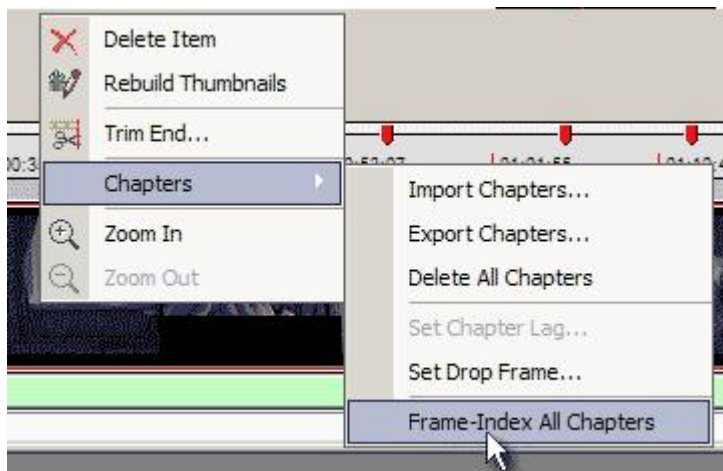 Delete Item
Rebuild Thumbnails
Trim End...
Chapters
Zoom In
Zoom Out
Import Chapters...
Export Chapters...
Delete All Chapters
Set Chapter Lag...
Set Drop Frame...
Frame-Index All Chapters